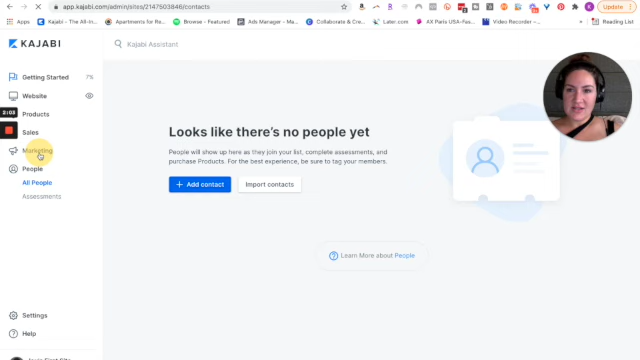 app.kajabi.com/admin/sites/2147503846/contacts
Update
Apps
Kajabi | The All-In...
Apartments for Re...
Browse - Featured
Ads Manager - Ma...
Collaborate & Cre...
Later.com
AX Paris USA-Fas...
Video Recorder -...
Reading List
KAJABI
Kajabi Assistant
Getting Started
7%
Website
2:03
Products
Sales
Marketing
People
All People
Assessments
Looks like there's no people yet
People will show up here as they join your list, complete assessments, and
purchase Products. For the best experience, be sure to tag your members.
+ Add contact
Import contacts
Learn More about People
Settings
Help